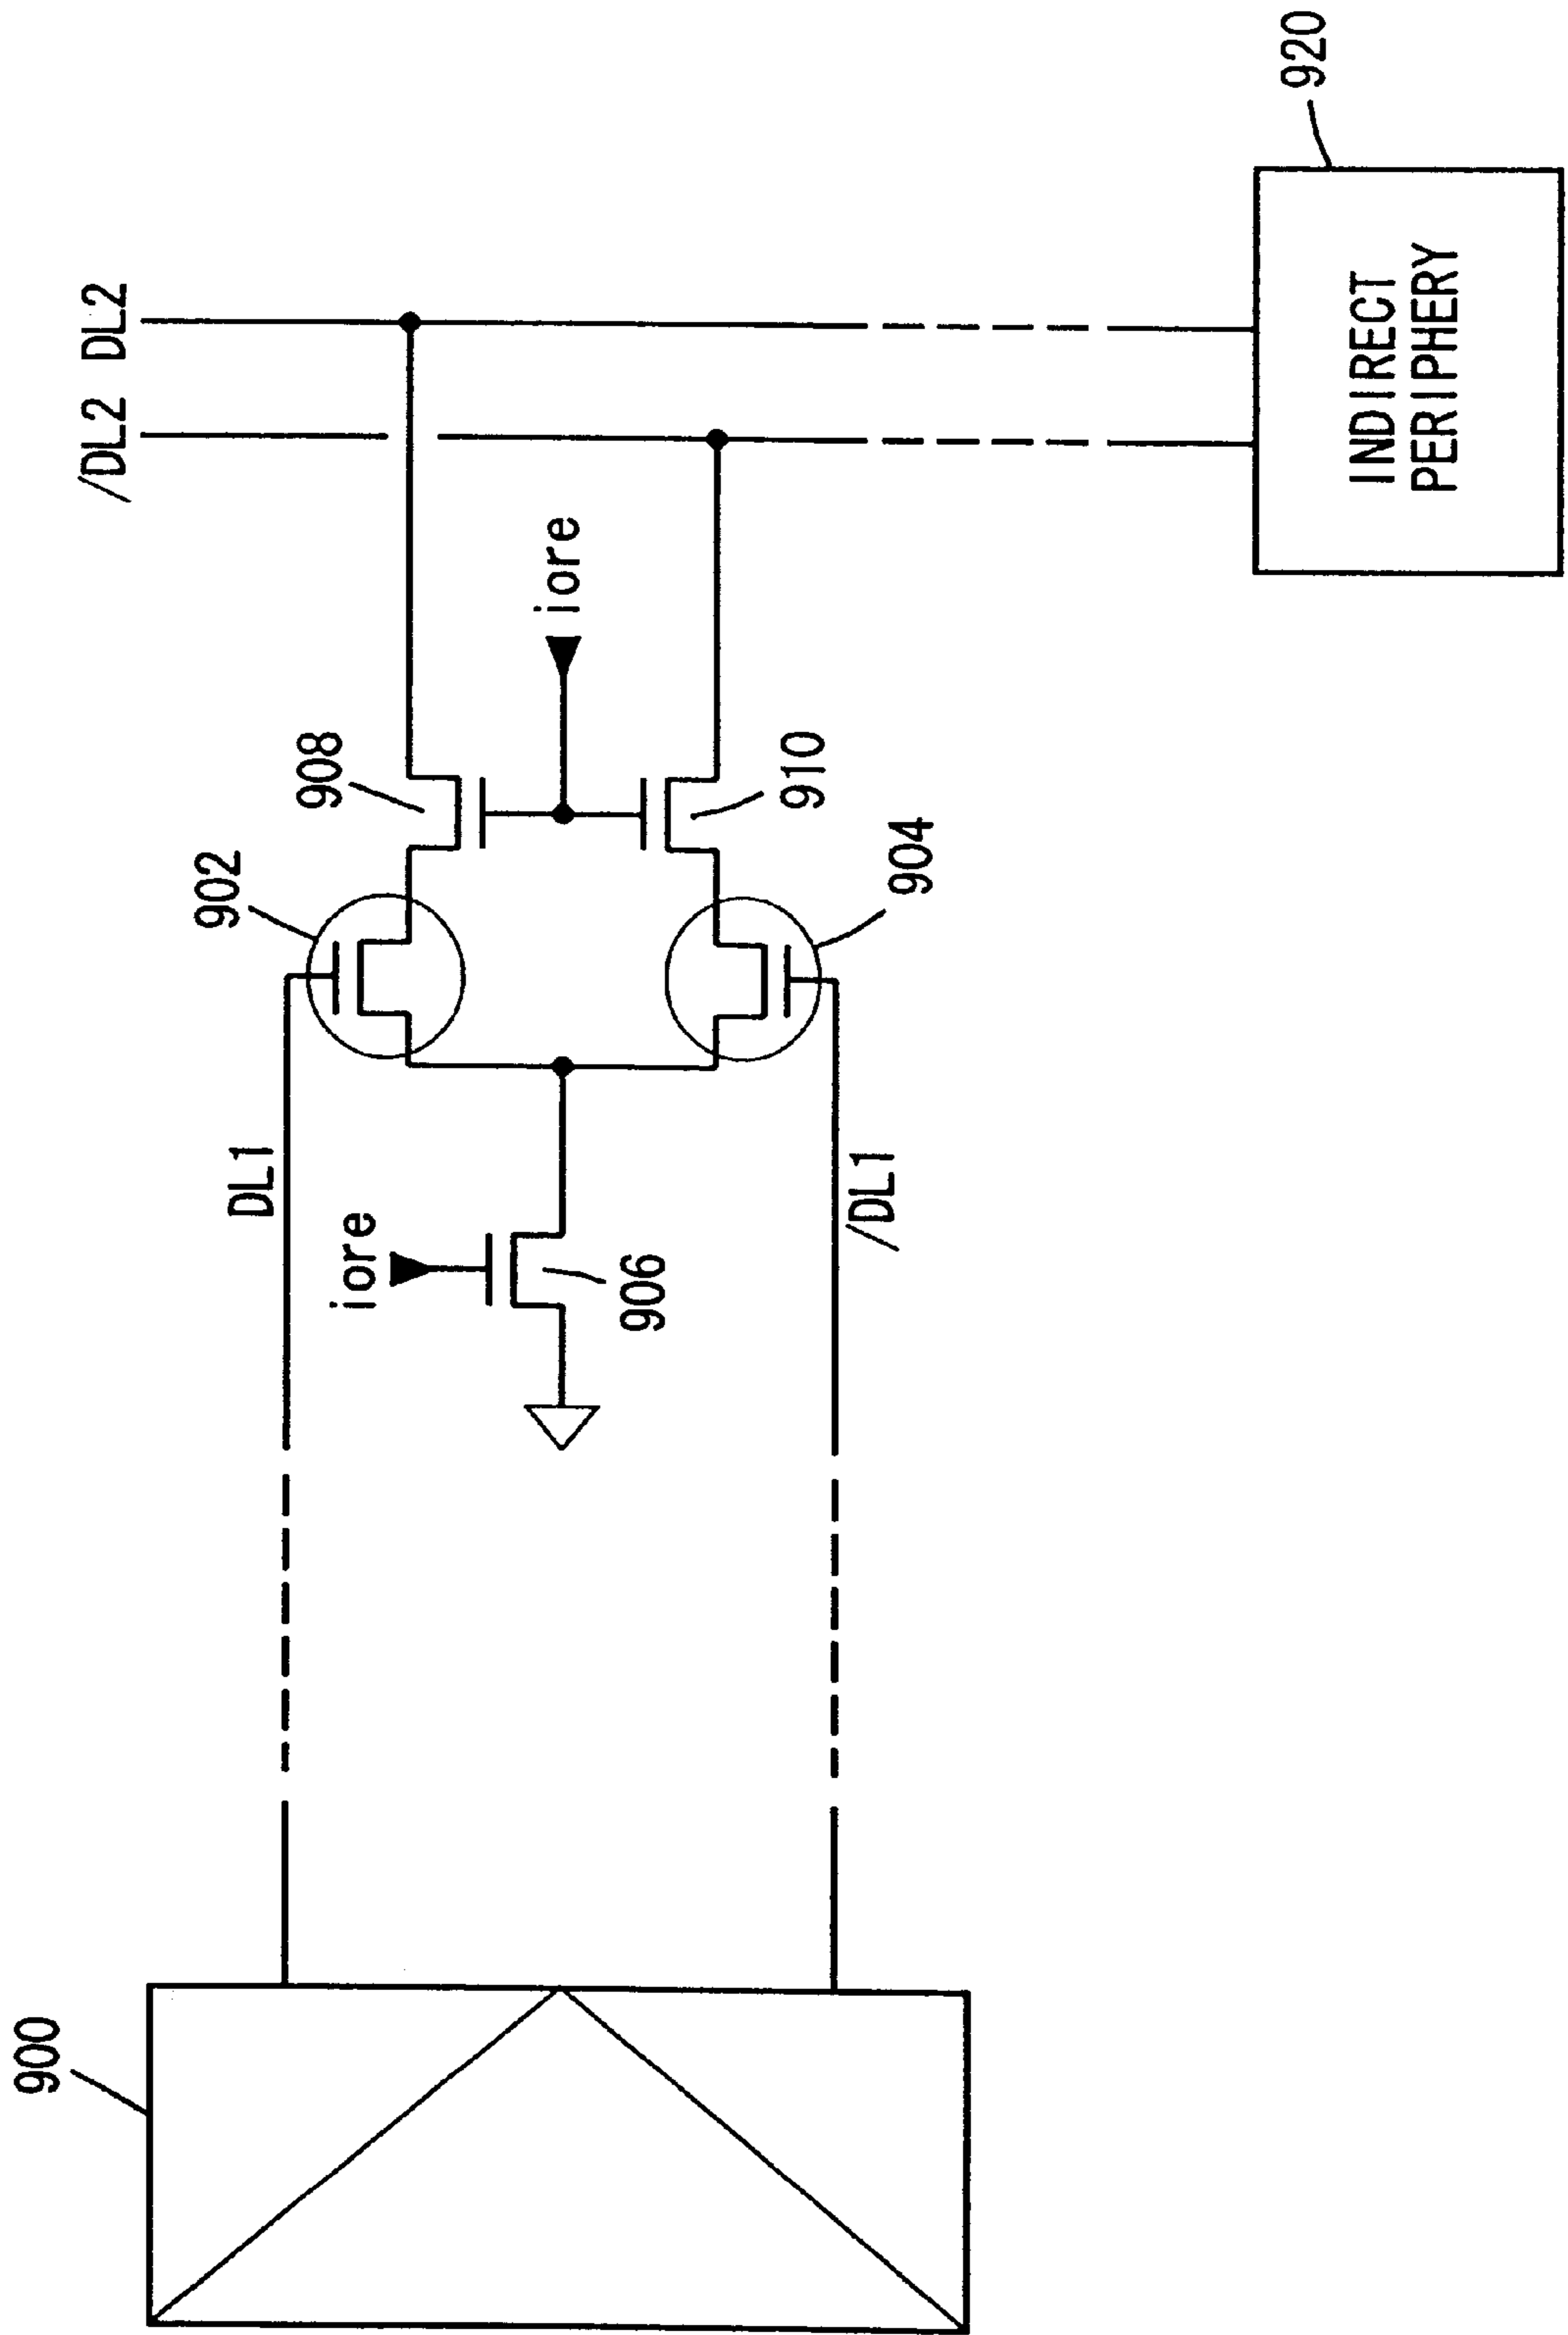 900
DL1
iore
906
/DL1
902
904
908
910
iore
/DL2 DL2
INDIRECT
PERIPHERY
920